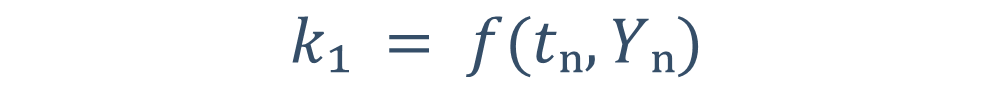 k₁ = f(tₙ, Yₙ)